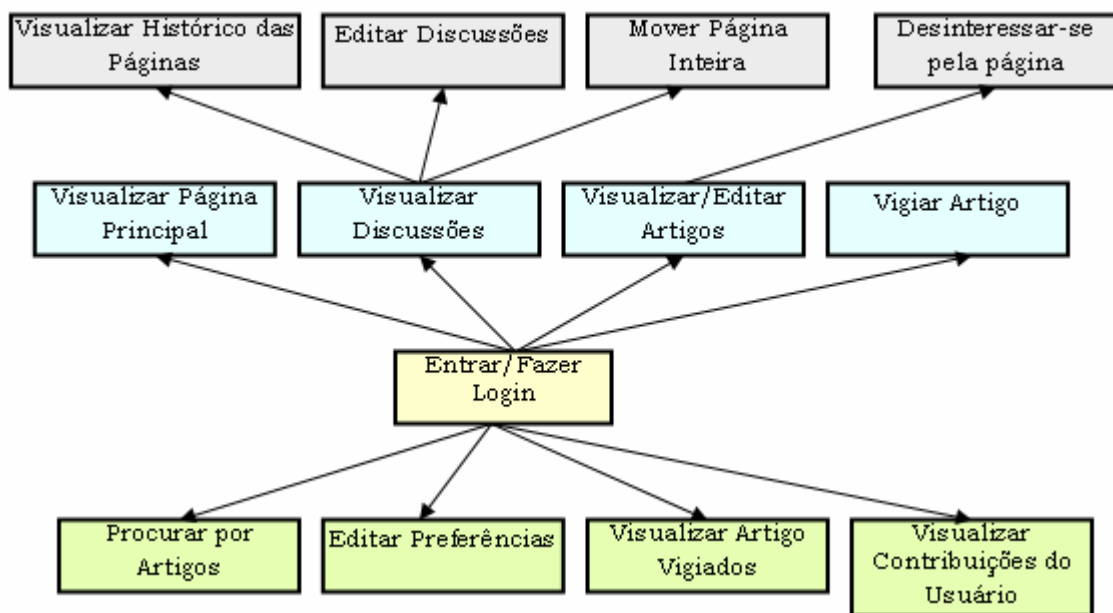 Visualizar Histórico das
Páginas
Editar Discussões
Mover Página
Inteira
Desinteressar-se
pela página
Visualizar Página
Principal
Visualizar
Discussões
Visualizar/Editar
Artigos
Vigiar Artigo
Entrar/Fazer
Login
Procurar por
Artigos
Editar Preferências
Visualizar Artigo
Vigiados
Visualizar
Contribuições do
Usuário